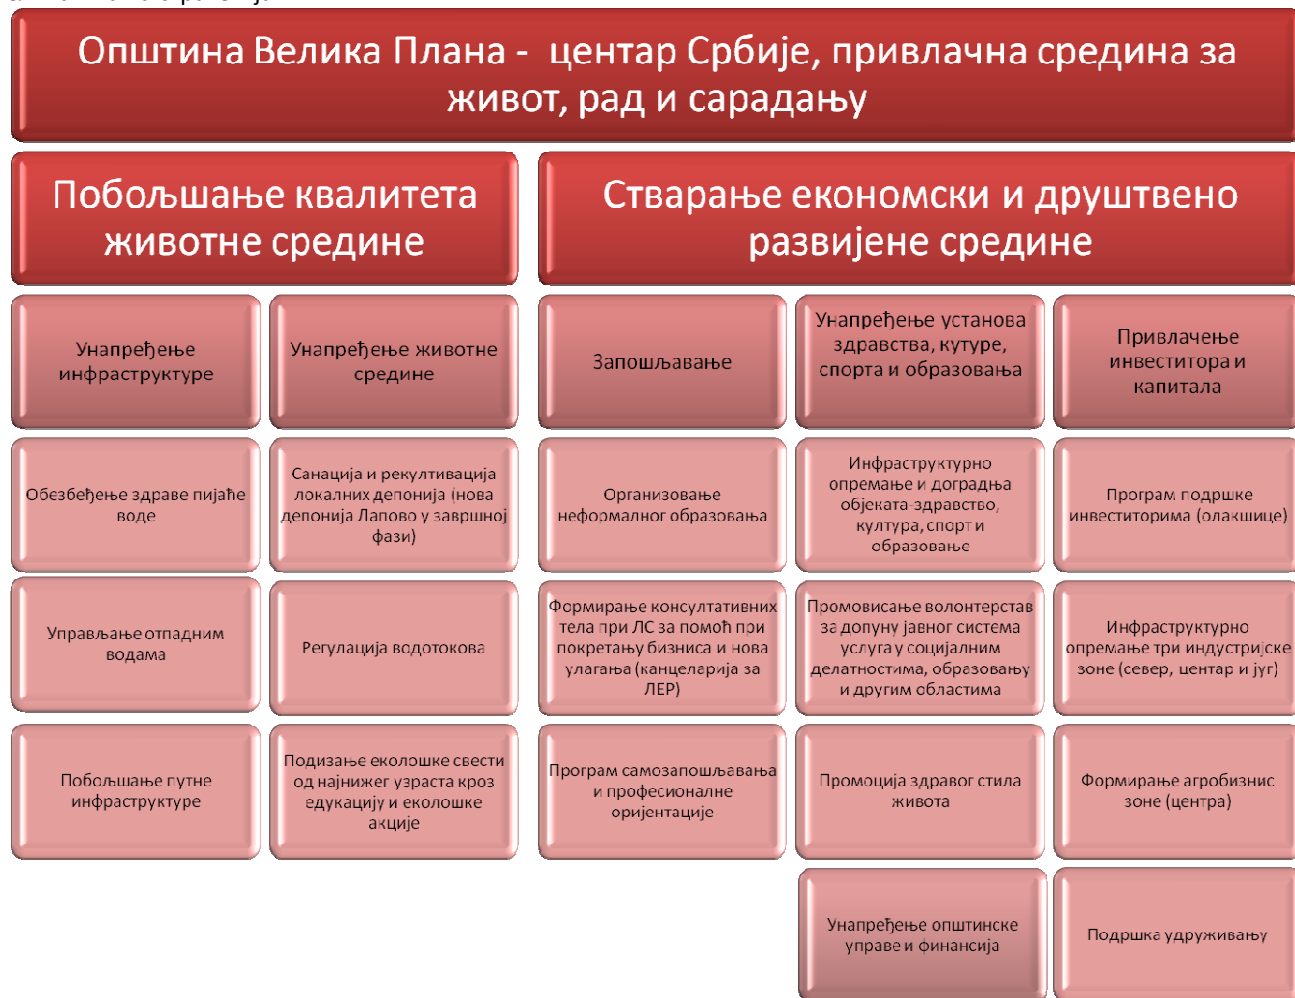 Општина Велика Плана -  центар Србије, привлачна средина за
живот, рад и сарадању
Побољшање квалитета
животне средине
Стварање економски и друштвено
развијене средине
Унапређење
инфраструктуре
Унапређење животне
средине
Запошљавање
Унапређење установа
здравства, кутуре,
спорта и образовања
Привлачење
инвеститора и
капитала
Обезбеђење здраве пијаће
воде
Санација и рекултивација
локалних депонија (нова
депонија Лапово у завршној
фази)
Организовање
неформалног образовања
Инфраструктурно
опремање и доградња
објеката-здравство,
култура, спорт и
образовање
Програм подршке
инвеститорима (олакшице)
Управљање отпадним
водама
Регулација водотокова
Формирање консултативних
тела при ЛС за помоћ при
покретању бизниса и нова
улагања (канцеларија за
ЛЕР)
Промовисање волонтерстав
за допуну јавног система
услуга у социјалним
делатностима, образовању
и другим областима
Инфраструктурно
опремање три индустријске
зоне (север, центар и југ)
Побољшање путне
инфраструктуре
Подизање еколошке свести
од најнижег узраста кроз
едукацију и еколошке
акције
Програм самозапошљавања
и професионалне
оријентације
Промоција здравог стила
живота
Формирање агробизнис
зоне (центра)
Унапређење општинске
управе и финансија
Подршка удруживању